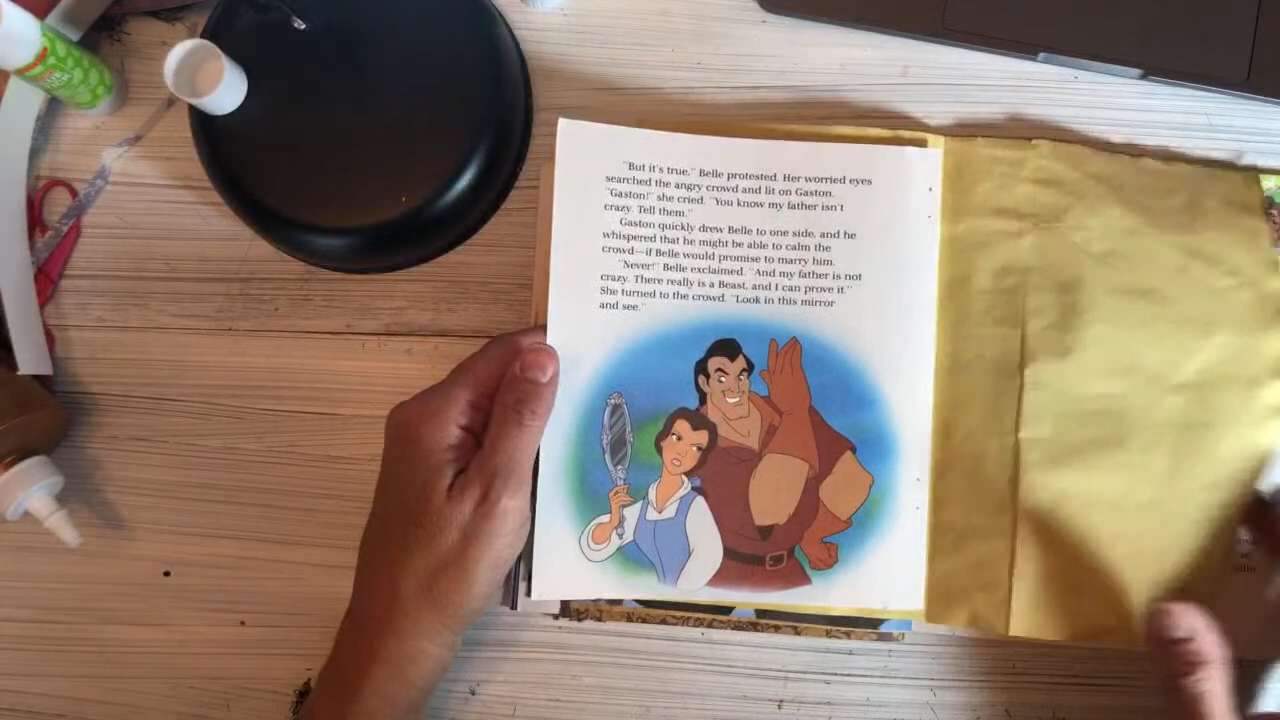 "But it's true," Belle protested. Her worried eyes
searched the angry crowd and lit on Gaston.
"Gaston!" she cried. "You know my father isn't
crazy. Tell them."
Gaston quickly drew Belle to one side, and he
whispered that he might be able to calm the
crowd—if Belle would promise to marry him.
"Never!" Belle exclaimed. "And my father is not
crazy. There really is a Beast, and I can prove it."
She turned to the crowd. "Look in this mirror
and see."